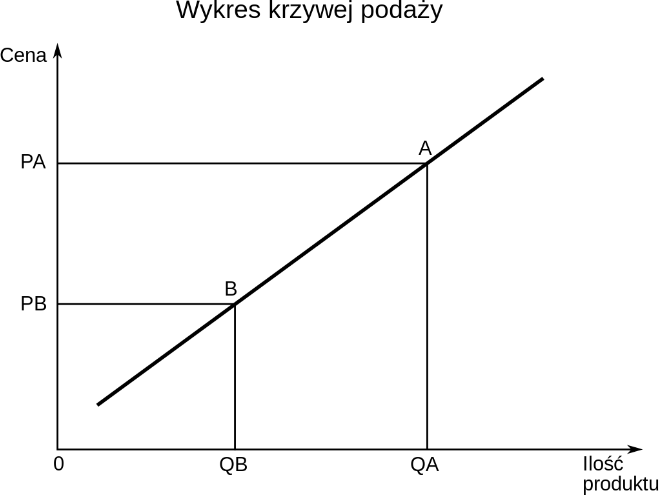 Wykres krzywej podaży
Cena
A
PA
B
PB
0
QB
QA
Ilość
produktu